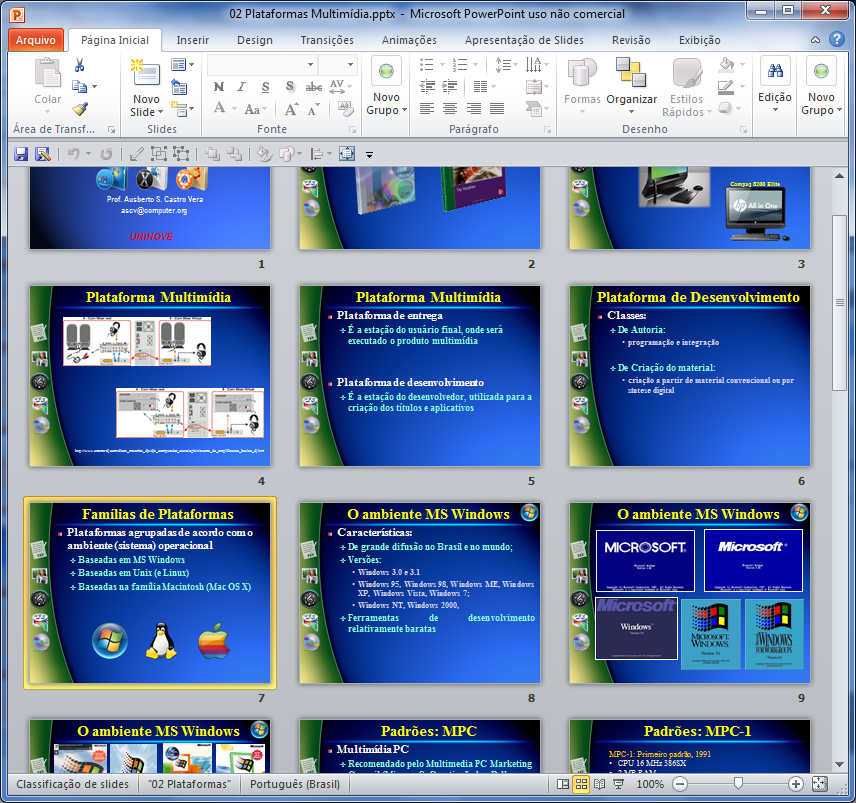 02 Plataformas Multimídia.pptx - Microsoft PowerPoint uso não comercial
Arquivo
Página Inicial
Inserir
Design
Transições
Animações
Apresentação de Slides
Revisão
Exibição
Colar
Novo
Slide
N I S S abc AV
A Aa A A
Novo
Grupo
Formas
Organizar
Estilos
Rápidos
Edição
Novo
Grupo
Área de Transf...
Slides
Fonte
Parágrafo
Desenho
Prof. Ausberto S. Castro Vera
ascv@computer.org
UNINOVE
1
2
Compaq 8200 Elite
hp All in One
3
Plataforma Multimídia
4
Plataforma Multimídia
Plataforma de entrega
É a estação do usuário final, onde será
executado o produto multimídia
Plataforma de desenvolvimento
É a estação do desenvolvedor, utilizada para a
criação dos títulos e aplicativos
5
Plataforma de Desenvolvimento
Classes:
De Autoria:
programação e integração
De Criação do material:
criação a partir de material convencional ou por
síntese digital
6
Famílias de Plataformas
Plataformas agrupadas de acordo com o
ambiente (sistema) operacional
Baseadas em MS Windows
Baseadas em Unix (e Linux)
Baseadas na família Macintosh (Mac OS X)
7
O ambiente MS Windows
Características:
De grande difusão no Brasil e no mundo;
Versões:
Windows 3.0 e 3.1
Windows 95, Windows 98, Windows ME, Windows
XP, Windows Vista, Windows 7;
Windows NT, Windows 2000,
Ferramentas de desenvolvimento
relativamente baratas
8
O ambiente MS Windows
MICROSOFT
Microsoft
Microsoft
Windows
MICROSOFT
WINDOWS
WINDOWS
FOR WORKGROUPS
9
O ambiente MS Windows
Padrões: MPC
Multimídia PC
Recomendado pelo Multimedia PC Marketing
Padrões: MPC-1
MPC-1: Primeiro padrão, 1991
CPU 16 MHz 386SX
2 MB RAM
Classificação de slides
"02 Plataformas"
Português (Brasil)
100%